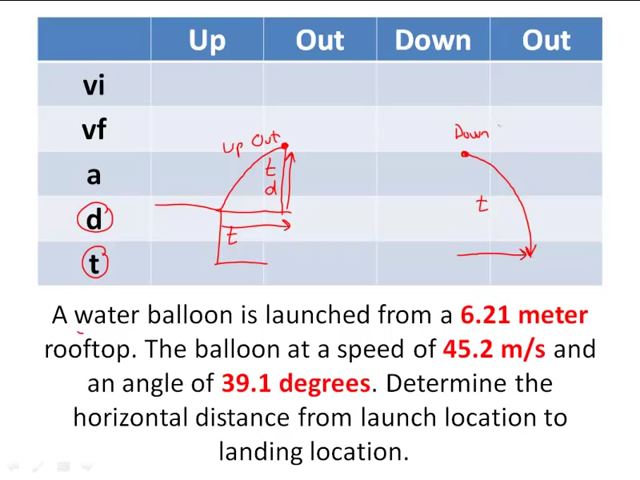 Up Out Down Out
vi
vf
Down
Up Out
a
t
d
t
d
t
t
A water balloon is launched from a 6.21 meter
rooftop. The balloon at a speed of 45.2 m/s and
an angle of 39.1 degrees. Determine the
horizontal distance from launch location to
landing location.